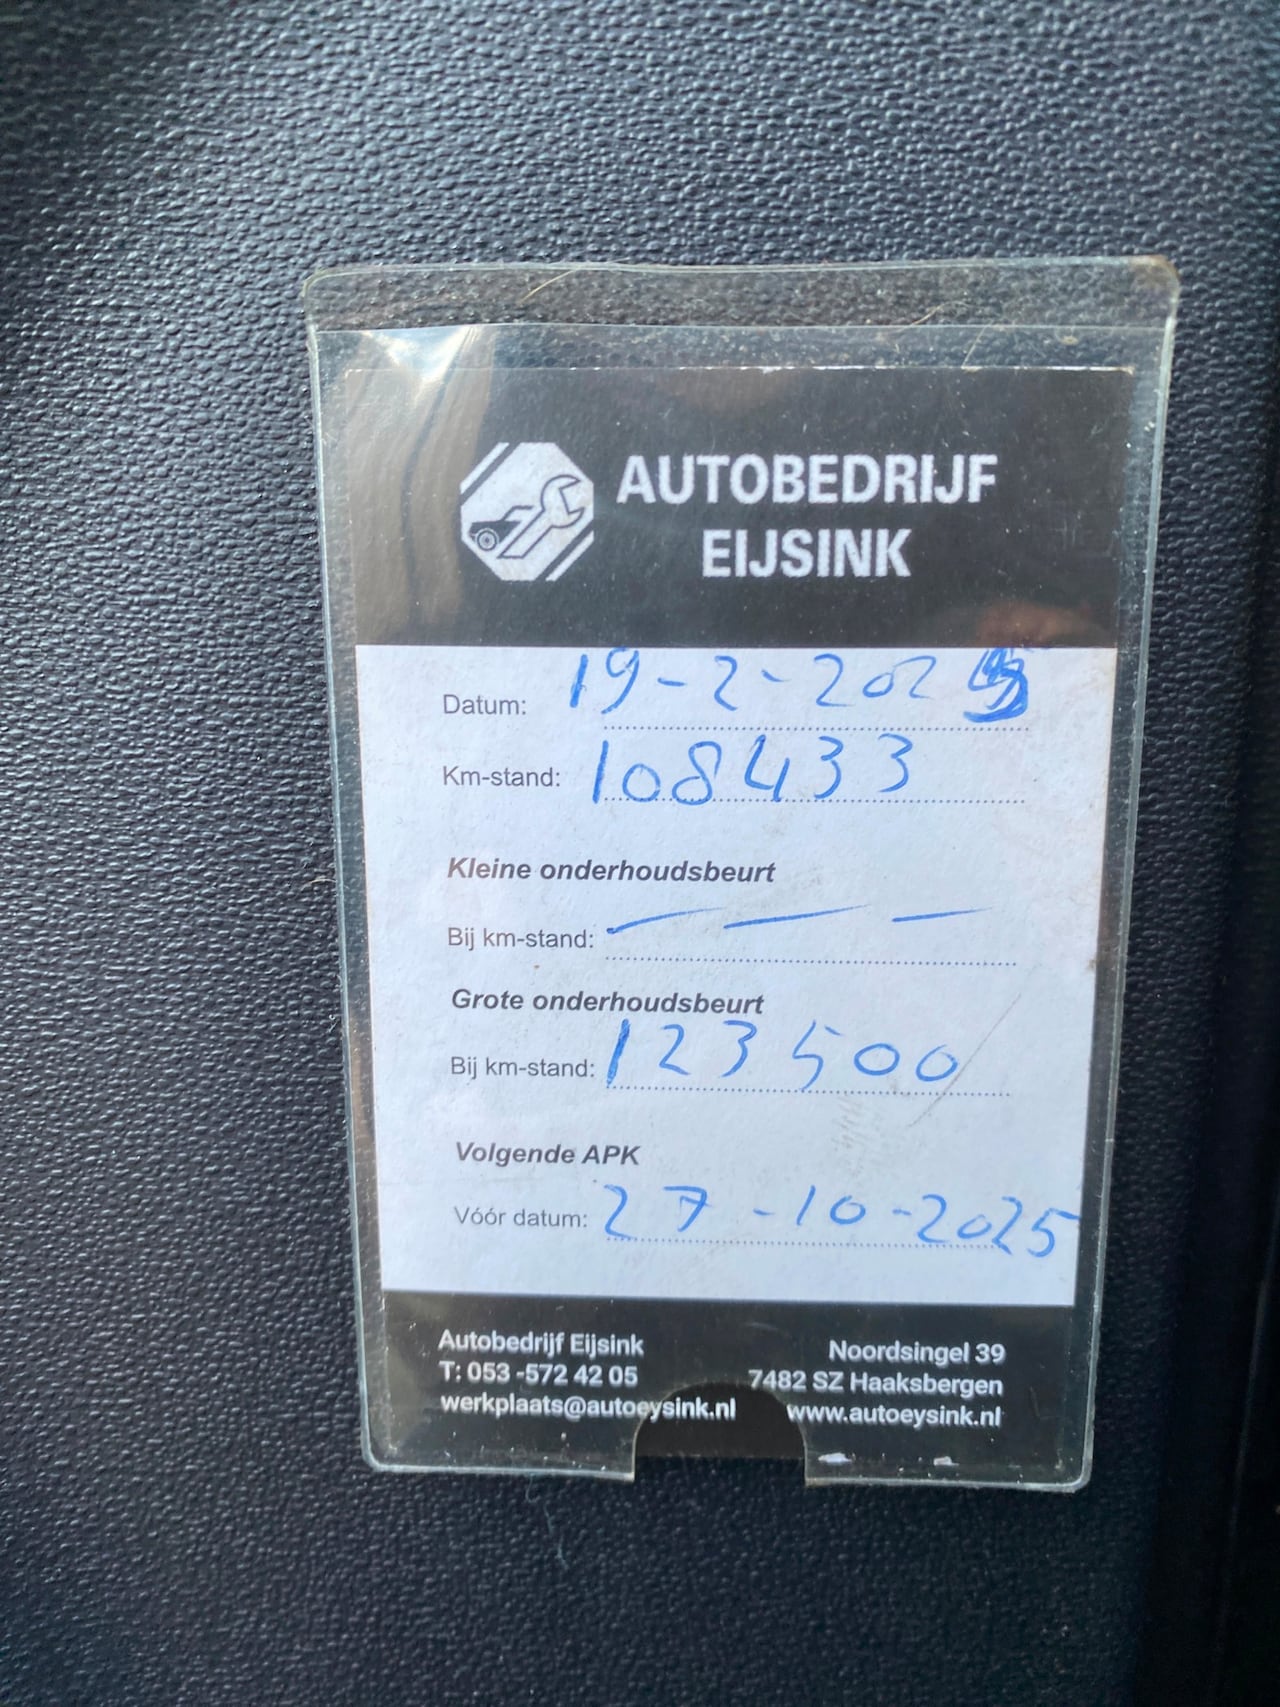 AUTOBEDRIJF
EIJSINK
Datum: 19-2-2025
Km-stand: 108433
Kleine onderhoudsbeurt
Bij km-stand: — — —
Grote onderhoudsbeurt
Bij km-stand: 123500
Volgende APK
Vóór datum: 27-10-2025
Autobedrijf Eijsink
T: 053 -572 42 05
werkplaats@autoeysink.nl
Noordsingel 39
7482 SZ Haaksbergen
www.autoeysink.nl